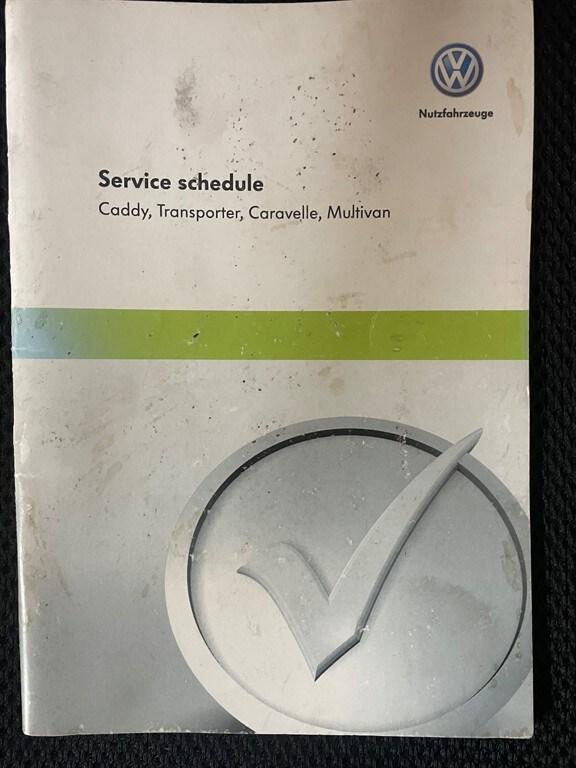 VW
Nutzfahrzeuge
Service schedule
Caddy, Transporter, Caravelle, Multivan